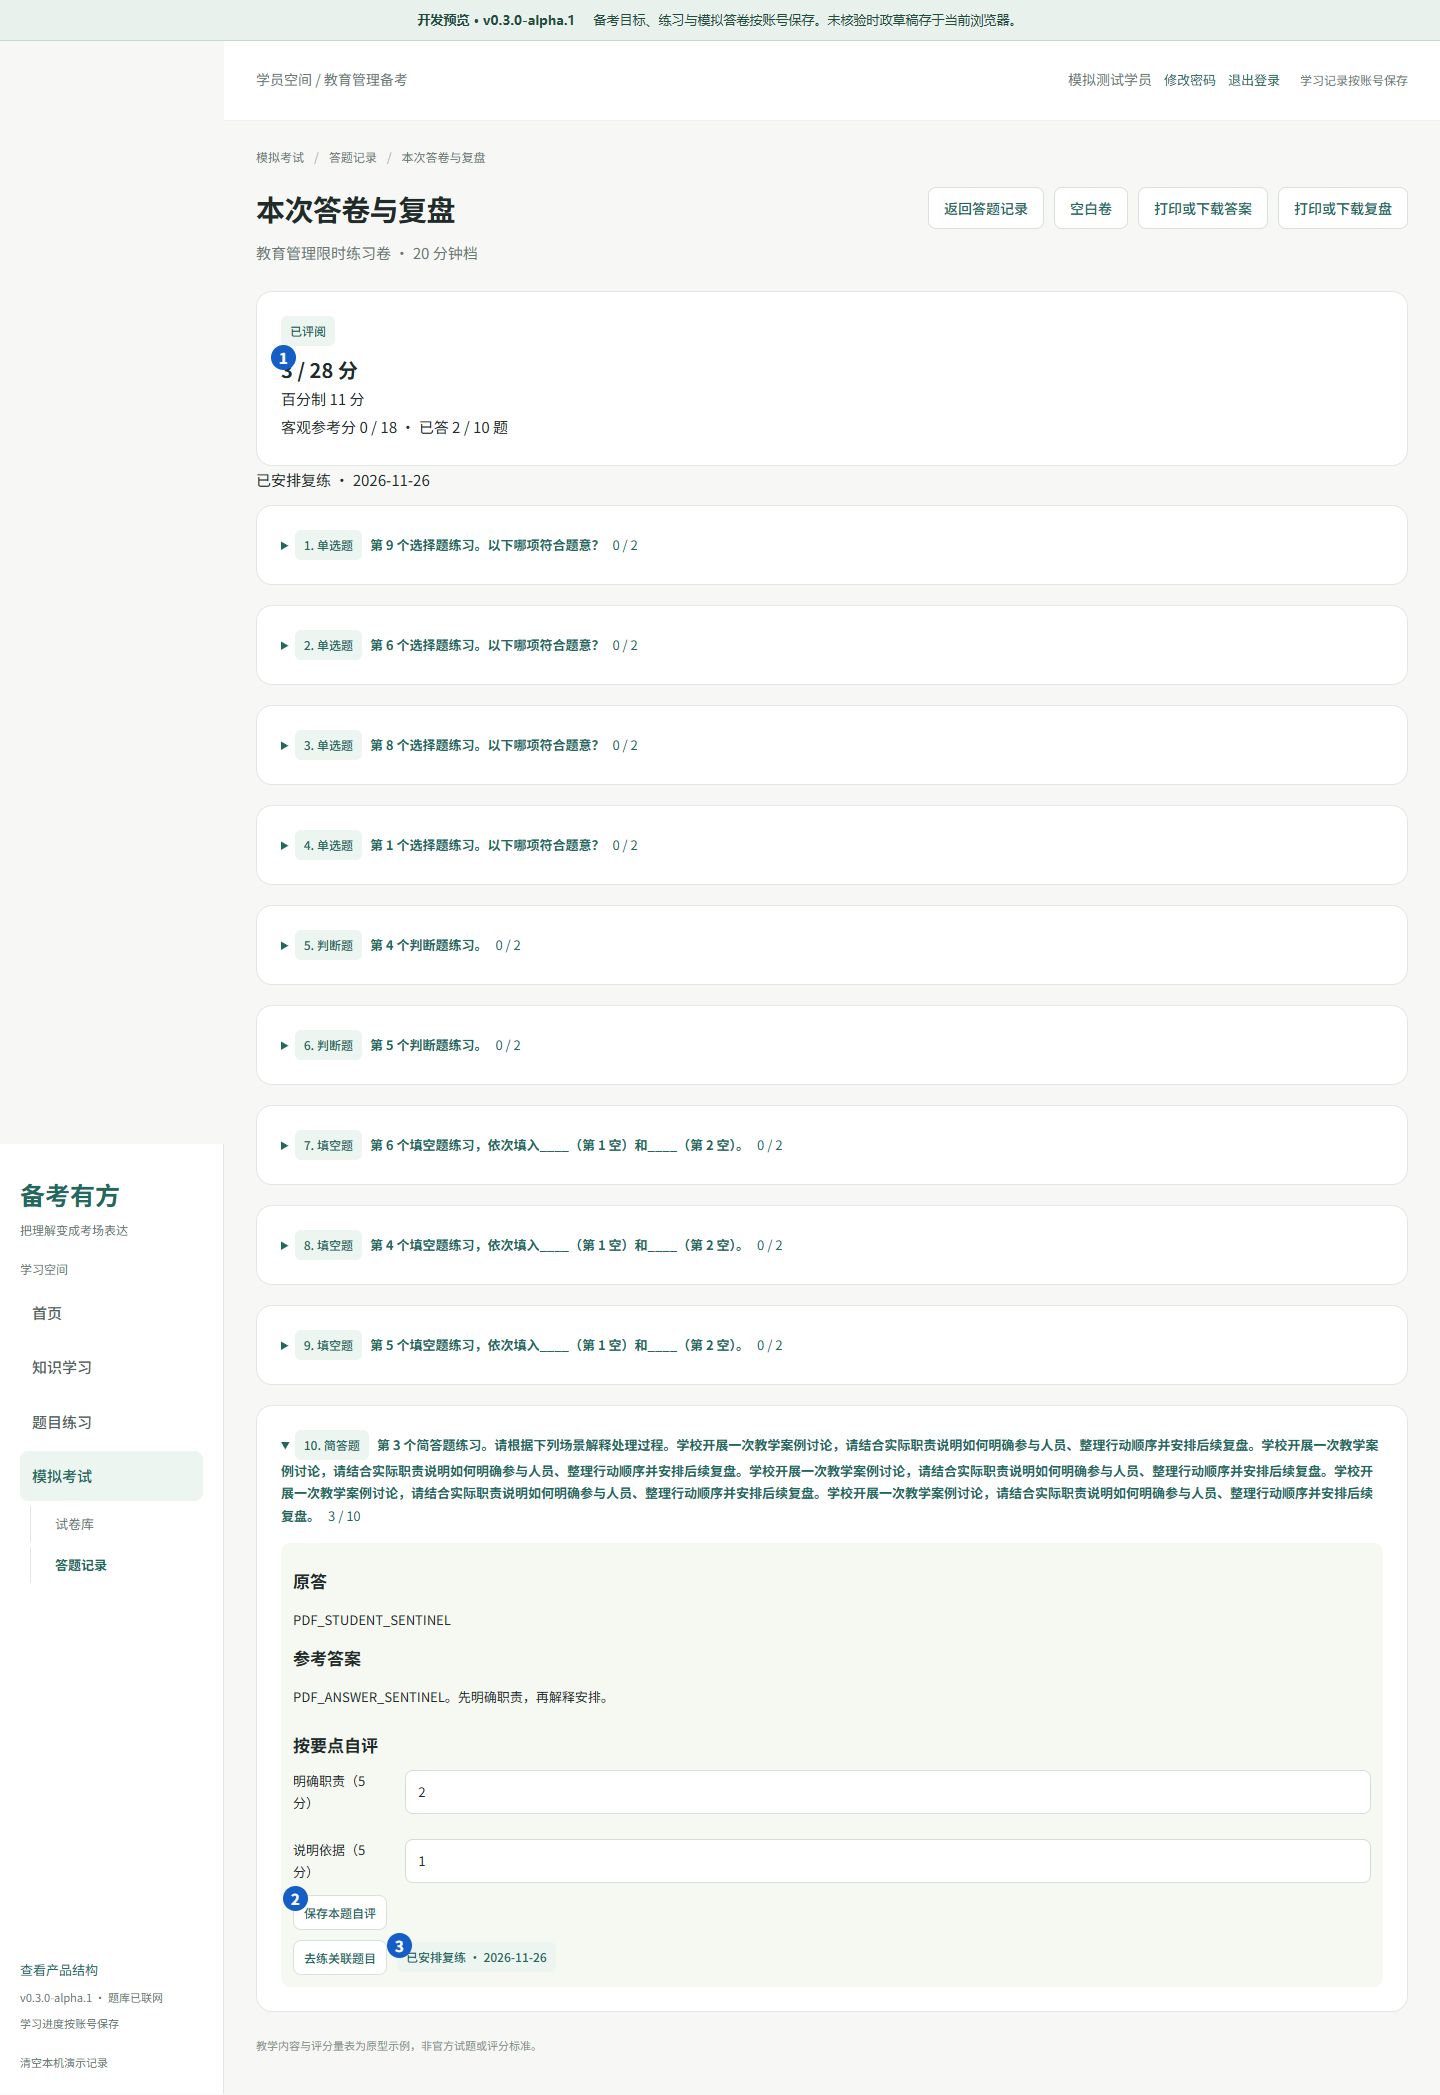 开发预览 • v0.3.0-alpha.1 备考目标、练习与模拟答卷按账号保存。未核验时政草稿存于当前浏览器。
学员空间 / 教育管理备考
模拟测试学员 修改密码 退出登录 学习记录按账号保存
模拟考试 / 答题记录 / 本次答卷与复盘
本次答卷与复盘
返回答题记录 空白卷 打印或下载答案 打印或下载复盘
教育管理限时练习卷 · 20 分钟档
已评阅
1
3 / 28 分
百分制 11 分
客观参考分 0 / 18 · 已答 2 / 10 题
已安排复练 · 2026-11-26
1. 单选题 第 9 个选择题练习。以下哪项符合题意？ 0 / 2
2. 单选题 第 6 个选择题练习。以下哪项符合题意？ 0 / 2
3. 单选题 第 8 个选择题练习。以下哪项符合题意？ 0 / 2
4. 单选题 第 1 个选择题练习。以下哪项符合题意？ 0 / 2
5. 判断题 第 4 个判断题练习。 0 / 2
6. 判断题 第 5 个判断题练习。 0 / 2
7. 填空题 第 6 个填空题练习，依次填入____（第 1 空）和____（第 2 空）。 0 / 2
8. 填空题 第 4 个填空题练习，依次填入____（第 1 空）和____（第 2 空）。 0 / 2
9. 填空题 第 5 个填空题练习，依次填入____（第 1 空）和____（第 2 空）。 0 / 2
10. 简答题 第 3 个简答题练习。请根据下列场景解释处理过程。学校开展一次教学案例讨论，请结合实际职责说明如何明确参与人员、整理行动顺序并安排后续复盘。学校开展一次教学案
例讨论，请结合实际职责说明如何明确参与人员、整理行动顺序并安排后续复盘。学校开展一次教学案例讨论，请结合实际职责说明如何明确参与人员、整理行动顺序并安排后续复盘。学校开
展一次教学案例讨论，请结合实际职责说明如何明确参与人员、整理行动顺序并安排后续复盘。学校开展一次教学案例讨论，请结合实际职责说明如何明确参与人员、整理行动顺序并安排后续
复盘。 3 / 10
原答
PDF_STUDENT_SENTINEL
参考答案
PDF_ANSWER_SENTINEL。先明确职责，再解释安排。
按要点自评
明确职责（5
分）
2
说明依据（5
分）
1
2
保存本题自评
3
去练关联题目 已安排复练 · 2026-11-26
教学内容与评分量表为原型示例，非官方试题或评分标准。
备考有方
把理解变成考场表达
学习空间
首页
知识学习
题目练习
模拟考试
试卷库
答题记录
查看产品结构
v0.3.0-alpha.1 · 题库已联网
学习进度按账号保存
清空本机演示记录